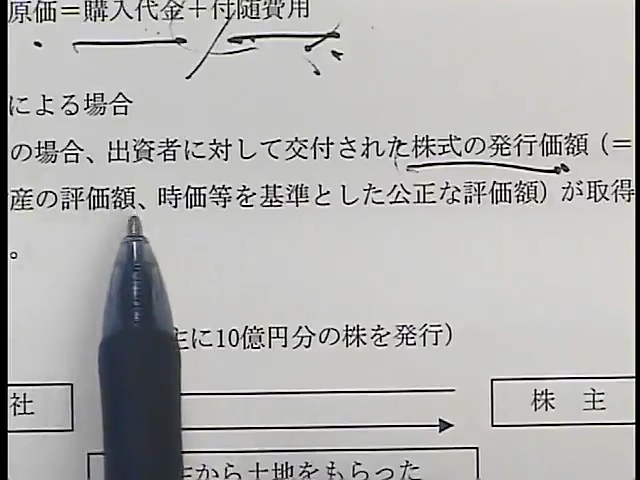 原価＝購入代金＋付随費用
による場合
の場合、出資者に対して交付された株式の発行価額（＝
産の評価額、時価等を基準とした公正な評価額）が取得
。
主に10億円分の株を発行）
社
株　主
主から土地をもらった